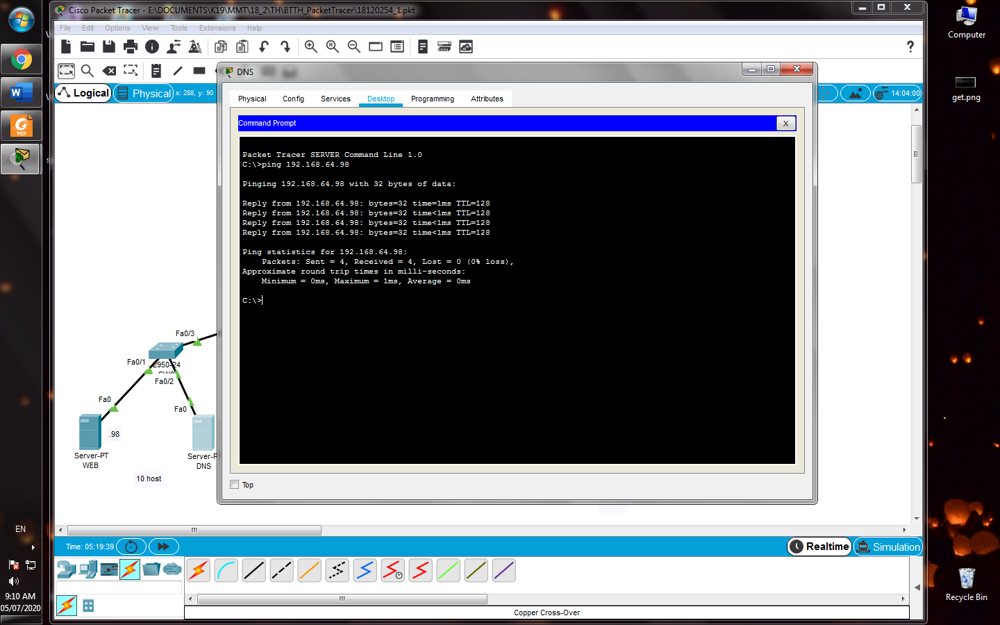 Cisco Packet Tracer - E:\DOCUMENTS\K19\MMT\18_2\TH\BTTH_PacketTracer\18120254_1.pkt
File Edit Options View Tools Extensions Help
Logical
Physical
x: 288, y: 90
14:04:00
DNS
Physical Config Services Desktop Programming Attributes
Command Prompt
X
Packet Tracer SERVER Command Line 1.0
C:\>ping 192.168.64.98
Pinging 192.168.64.98 with 32 bytes of data:
Reply from 192.168.64.98: bytes=32 time=1ms TTL=128
Reply from 192.168.64.98: bytes=32 time<1ms TTL=128
Reply from 192.168.64.98: bytes=32 time<1ms TTL=128
Reply from 192.168.64.98: bytes=32 time<1ms TTL=128
Ping statistics for 192.168.64.98:
Packets: Sent = 4, Received = 4, Lost = 0 (0% loss),
Approximate round trip times in milli-seconds:
Minimum = 0ms, Maximum = 1ms, Average = 0ms
C:\>
Top
Fa0/3
Fa0/1
2950-24
Fa0/2
Fa0
Fa0
.98
Server-PT
WEB
Server-P
DNS
10 host
Time: 05:19:39
Realtime
Simulation
Copper Cross-Over
Computer
get.png
Recycle Bin
PDF
EN
9:10 AM
05/07/2020